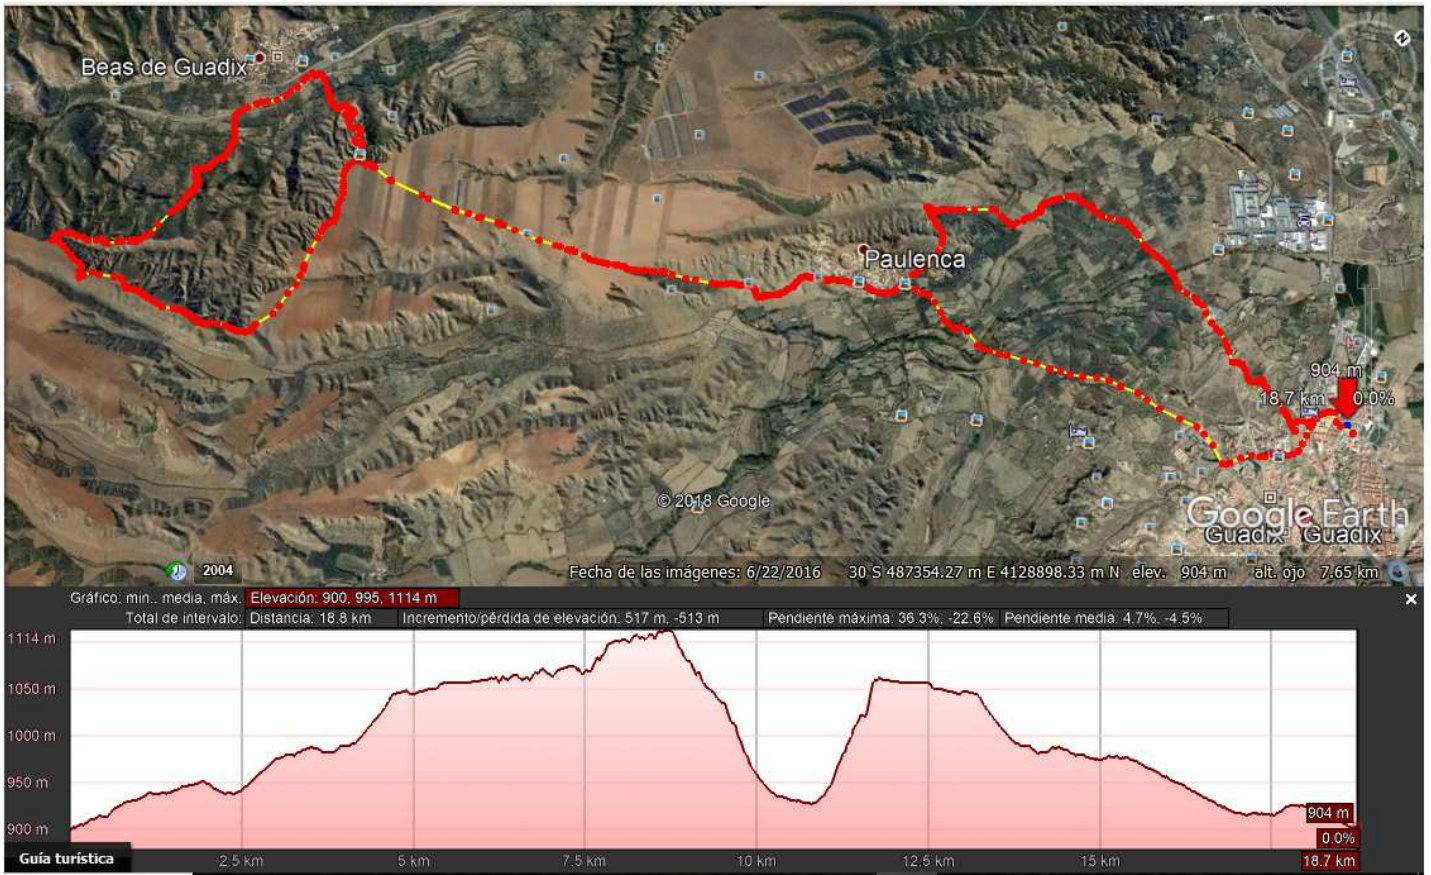 Beas de Guadix
N
Paulenca
904 m
18.7 km 0.0%
© 2018 Google
Google Earth
Guadix Guadix
2004
Fecha de las imágenes: 6/22/2016 30 S 487354.27 m E 4128898.33 m N elev. 904 m alt. ojo 7.65 km
Gráfico: min., media, máx. Elevación: 900, 995, 1114 m
Total de intervalo: Distancia: 18.8 km Incremento/pérdida de elevación: 517 m, -513 m Pendiente máxima: 36.3%, -22.6% Pendiente media: 4.7%, -4.5%
1114 m
1050 m
1000 m
950 m
900 m
904 m
0.0%
Guía turística
2.5 km 5 km 7.5 km 10 km 12.5 km 15 km 18.7 km